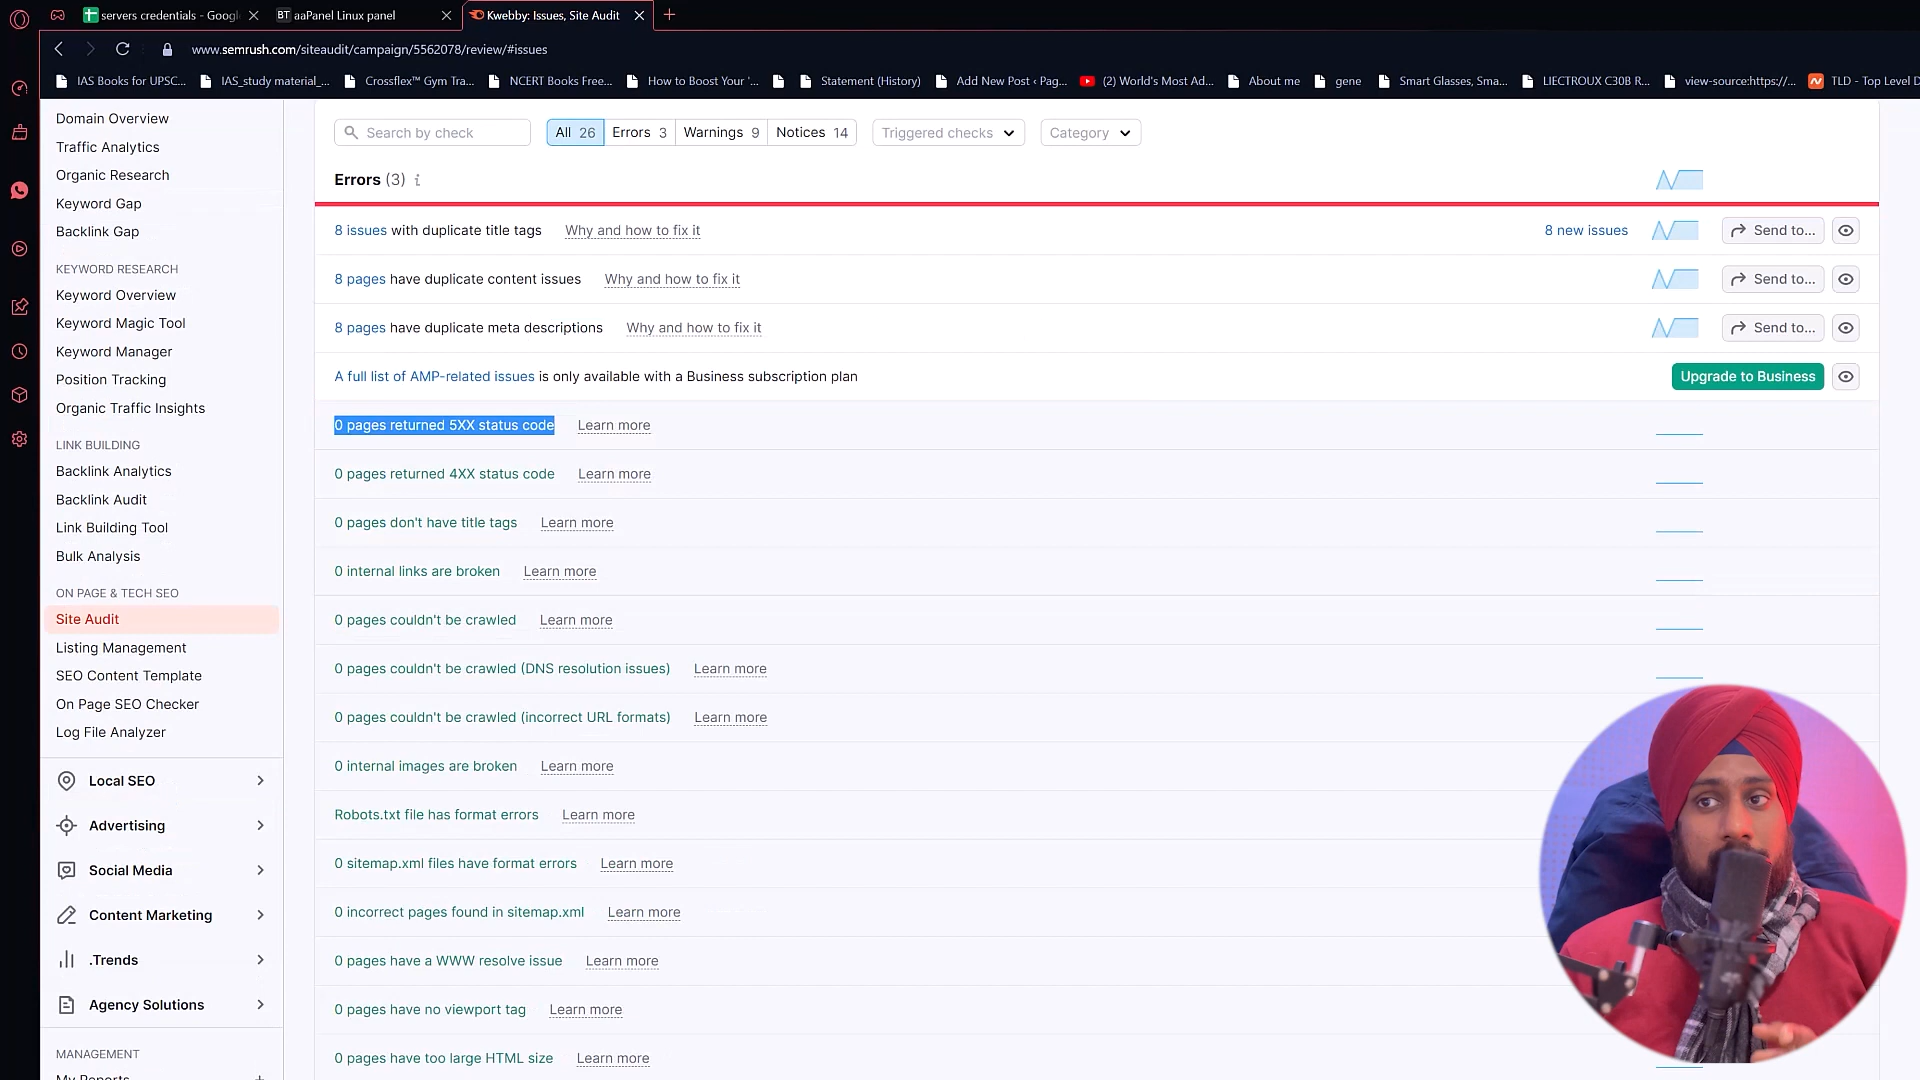 servers credentials - Googl
BT aaPanel Linux panel
Kwebby: Issues, Site Audit
www.semrush.com/siteaudit/campaign/5562078/review/#issues
IAS Books for UPSC...
IAS_study material_...
Crossflex™ Gym Tra...
NCERT Books Free...
How to Boost Your '...
Statement (History)
Add New Post ‹ Pag...
(2) World's Most Ad...
About me
gene
Smart Glasses, Sma...
LIECTROUX C30B R...
view-source:https://...
TLD - Top Level D
Domain Overview
Traffic Analytics
Organic Research
Keyword Gap
Backlink Gap
KEYWORD RESEARCH
Keyword Overview
Keyword Magic Tool
Keyword Manager
Position Tracking
Organic Traffic Insights
LINK BUILDING
Backlink Analytics
Backlink Audit
Link Building Tool
Bulk Analysis
ON PAGE & TECH SEO
Site Audit
Listing Management
SEO Content Template
On Page SEO Checker
Log File Analyzer
Local SEO
Advertising
Social Media
Content Marketing
.Trends
Agency Solutions
MANAGEMENT
My Reports
Search by check
All 26
Errors 3
Warnings 9
Notices 14
Triggered checks
Category
Errors (3) i
8 issues with duplicate title tags Why and how to fix it 8 new issues Send to...
8 pages have duplicate content issues Why and how to fix it Send to...
8 pages have duplicate meta descriptions Why and how to fix it Send to...
A full list of AMP-related issues is only available with a Business subscription plan Upgrade to Business
0 pages returned 5XX status code Learn more
0 pages returned 4XX status code Learn more
0 pages don't have title tags Learn more
0 internal links are broken Learn more
0 pages couldn't be crawled Learn more
0 pages couldn't be crawled (DNS resolution issues) Learn more
0 pages couldn't be crawled (incorrect URL formats) Learn more
0 internal images are broken Learn more
Robots.txt file has format errors Learn more
0 sitemap.xml files have format errors Learn more
0 incorrect pages found in sitemap.xml Learn more
0 pages have a WWW resolve issue Learn more
0 pages have no viewport tag Learn more
0 pages have too large HTML size Learn more